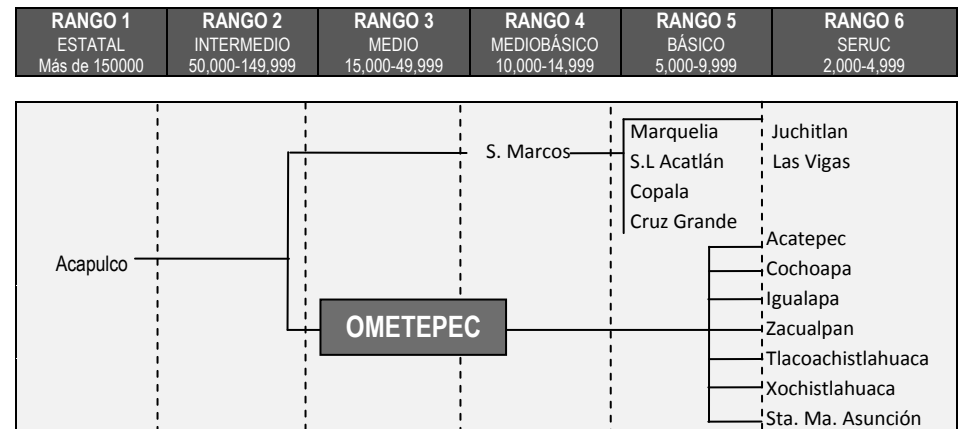 RANGO 1
ESTATAL
Más de 150000
RANGO 2
INTERMEDIO
50,000-149,999
RANGO 3
MEDIO
15,000-49,999
RANGO 4
MEDIOBÁSICO
10,000-14,999
RANGO 5
BÁSICO
5,000-9,999
RANGO 6
SERUC
2,000-4,999
Acapulco
S. Marcos
OMETEPEC
Marquelia
S.L Acatlán
Copala
Cruz Grande
Juchitlan
Las Vigas
Acatepec
Cochoapa
Igualapa
Zacualpan
Tlacoachistlahuaca
Xochistlahuaca
Sta. Ma. Asunción